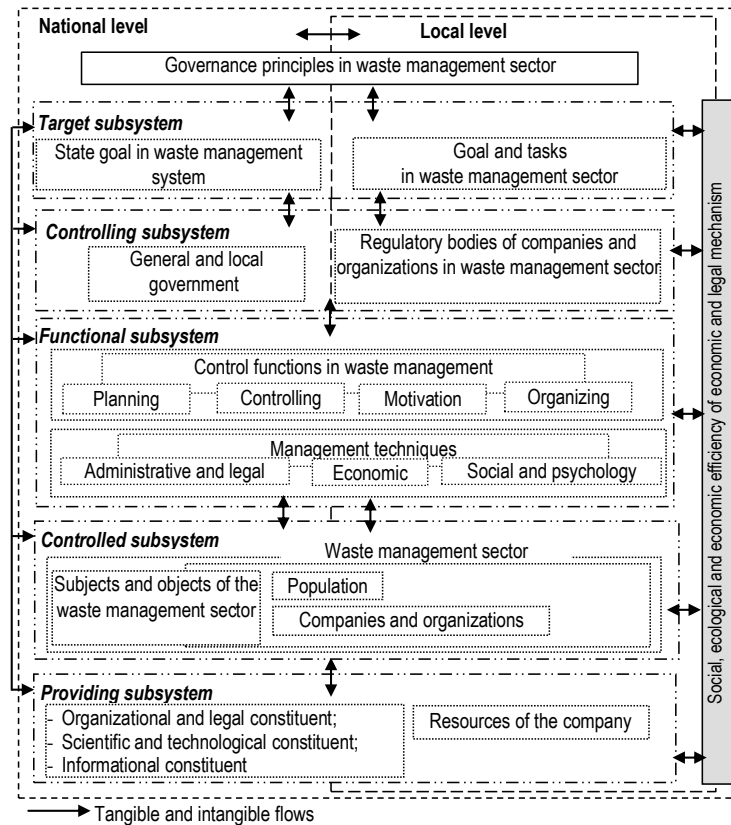 National level
Local level
Governance principles in waste management sector
Target subsystem
State goal in waste management
system
Goal and tasks
in waste management sector
Controlling subsystem
General and local
government
Regulatory bodies of companies and
organizations in waste management sector
Functional subsystem
Control functions in waste management
Planning
Controlling
Motivation
Organizing
Management techniques
Administrative and legal
Economic
Social and psychology
Controlled subsystem
Waste management sector
Subjects and objects of the
waste management sector
Population
Companies and organizations
Providing subsystem
- Organizational and legal constituent;
- Scientific and technological constituent;
- Informational constituent
Resources of the company
Social, ecological and economic efficiency of economic and legal mechanism
Tangible and intangible flows